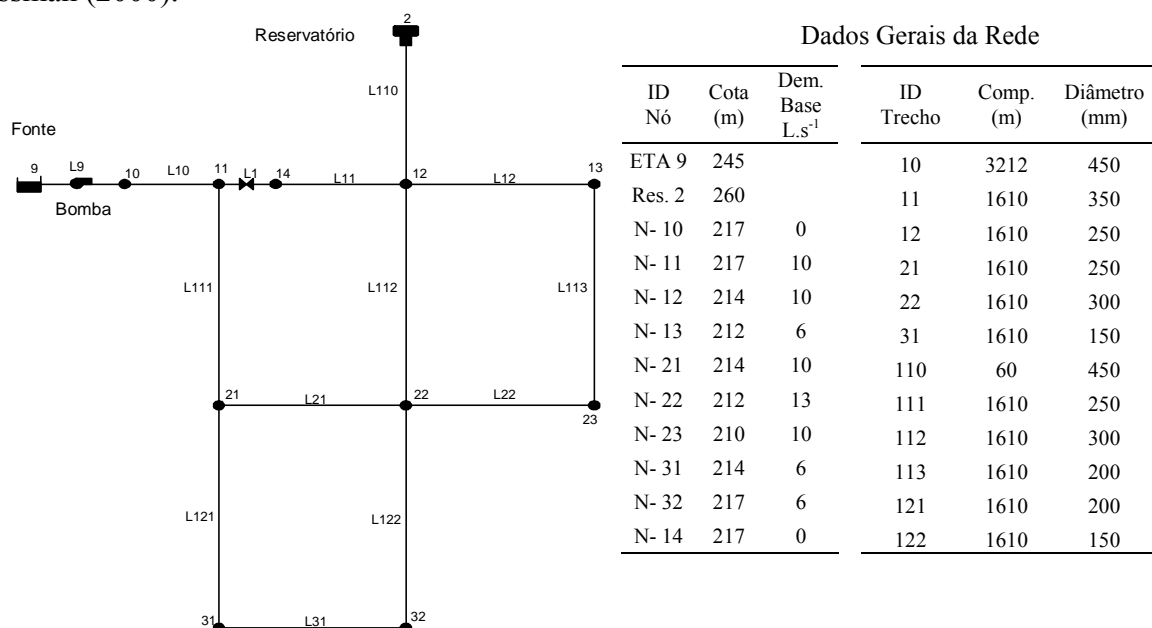 2
Reservatório
L110
Fonte
9
L9
10
L10
11
L1
14
L11
12
L12
13
Bomba
L111
L112
L113
21
L21
22
L22
23
L121
L122
31
L31
32
Dados Gerais da Rede
ID Nó Cota (m) Dem. Base L.s⁻¹
ETA 9 245
Res. 2 260
N- 10 217 0
N- 11 217 10
N- 12 214 10
N- 13 212 6
N- 21 214 10
N- 22 212 13
N- 23 210 10
N- 31 214 6
N- 32 217 6
N- 14 217 0
ID Trecho Comp. (m) Diâmetro (mm)
10 3212 450
11 1610 350
12 1610 250
21 1610 250
22 1610 300
31 1610 150
110 60 450
111 1610 250
112 1610 300
113 1610 200
121 1610 200
122 1610 150